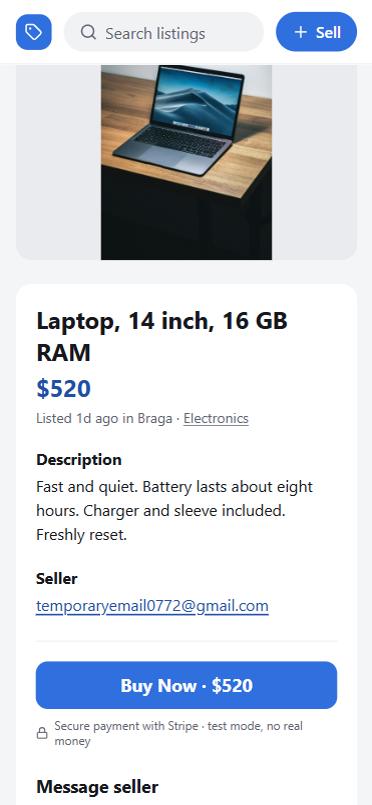 Search listings
+ Sell
Laptop, 14 inch, 16 GB
RAM
$520
Listed 1d ago in Braga · Electronics
Description
Fast and quiet. Battery lasts about eight
hours. Charger and sleeve included.
Freshly reset.
Seller
temporaryemail0772@gmail.com
Buy Now · $520
Secure payment with Stripe · test mode, no real
money
Message seller